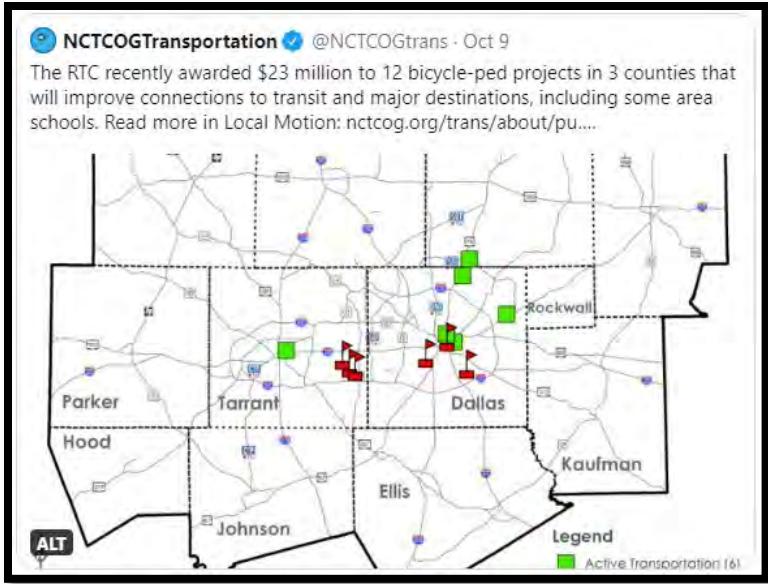 NCTCOGTransportation @NCTCOGtrans · Oct 9
The RTC recently awarded $23 million to 12 bicycle-ped projects in 3 counties that
will improve connections to transit and major destinations, including some area
schools. Read more in Local Motion: nctcog.org/trans/about/pu....
Rockwall
Parker
Tarrant
Dallas
Hood
Kaufman
Ellis
Johnson
Legend
ALT
Active Transportation (6)